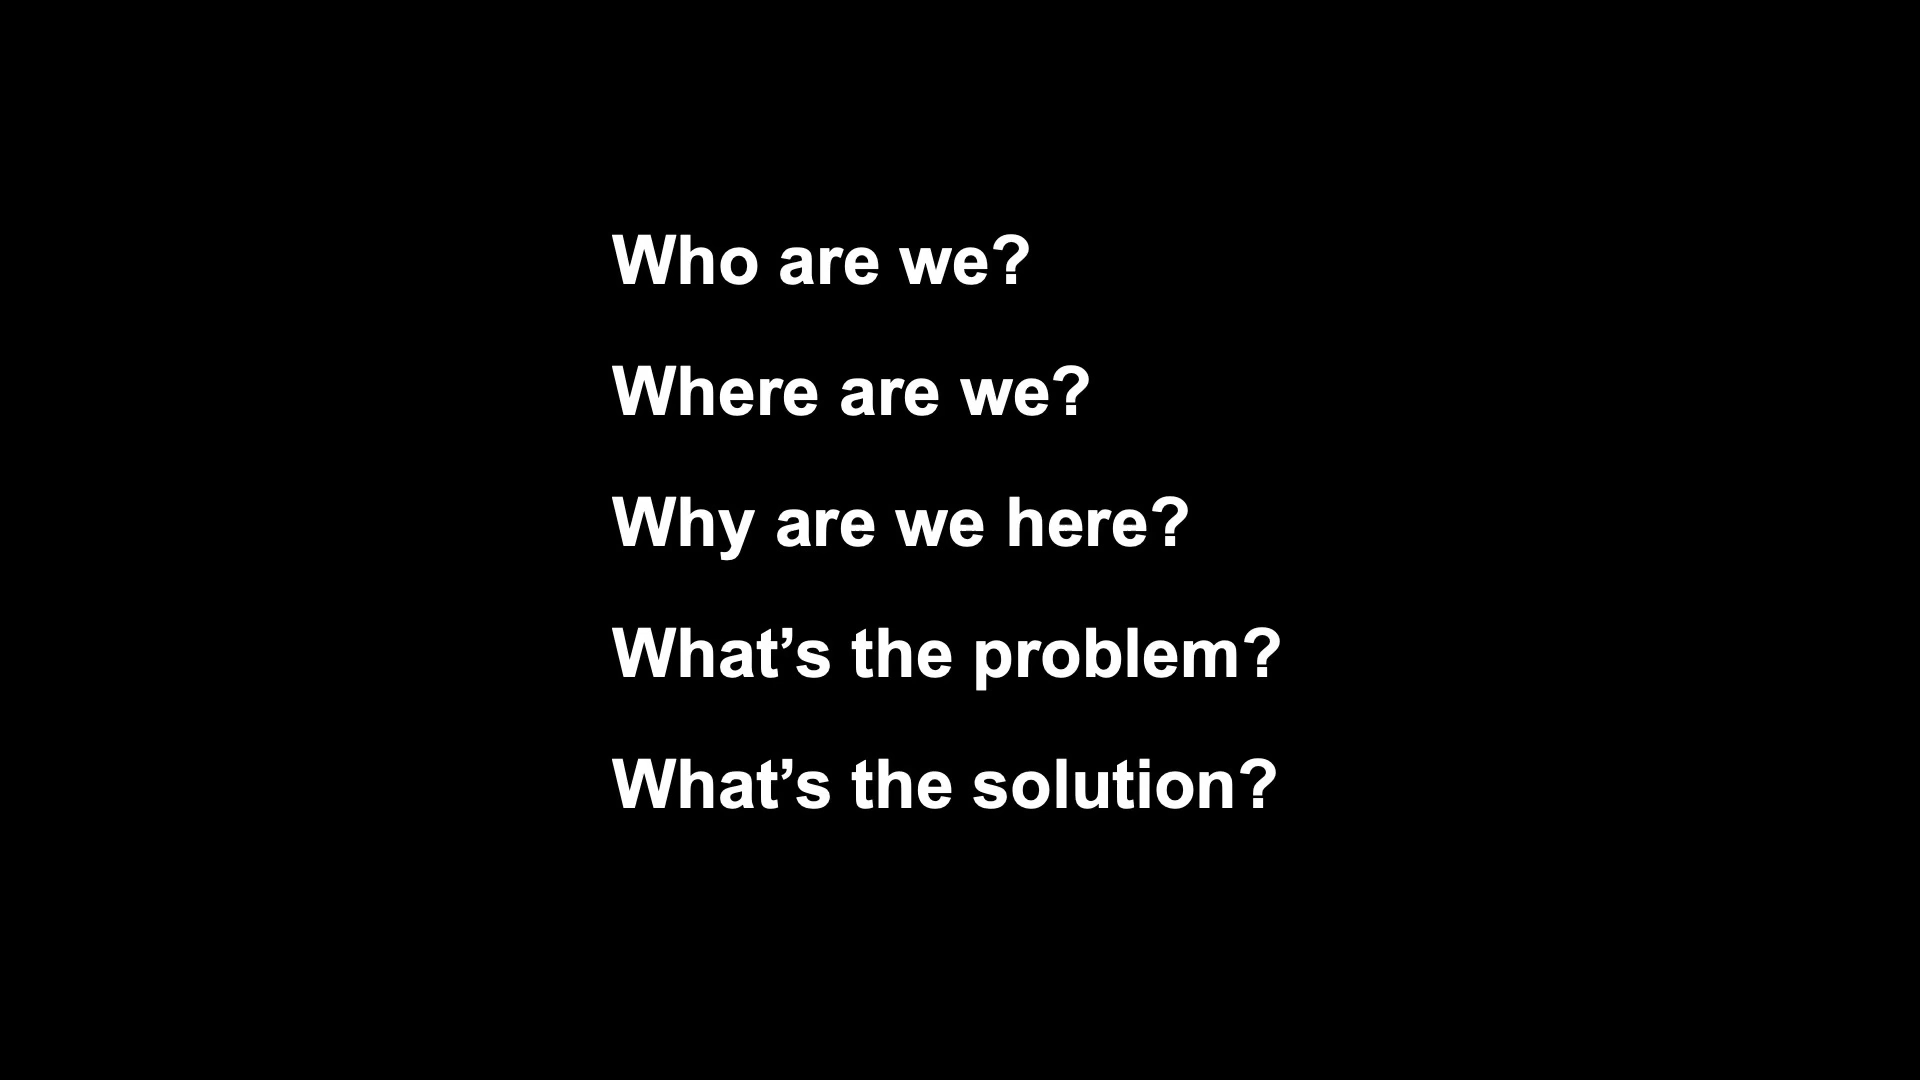 Who are we?
Where are we?
Why are we here?
What’s the problem?
What’s the solution?